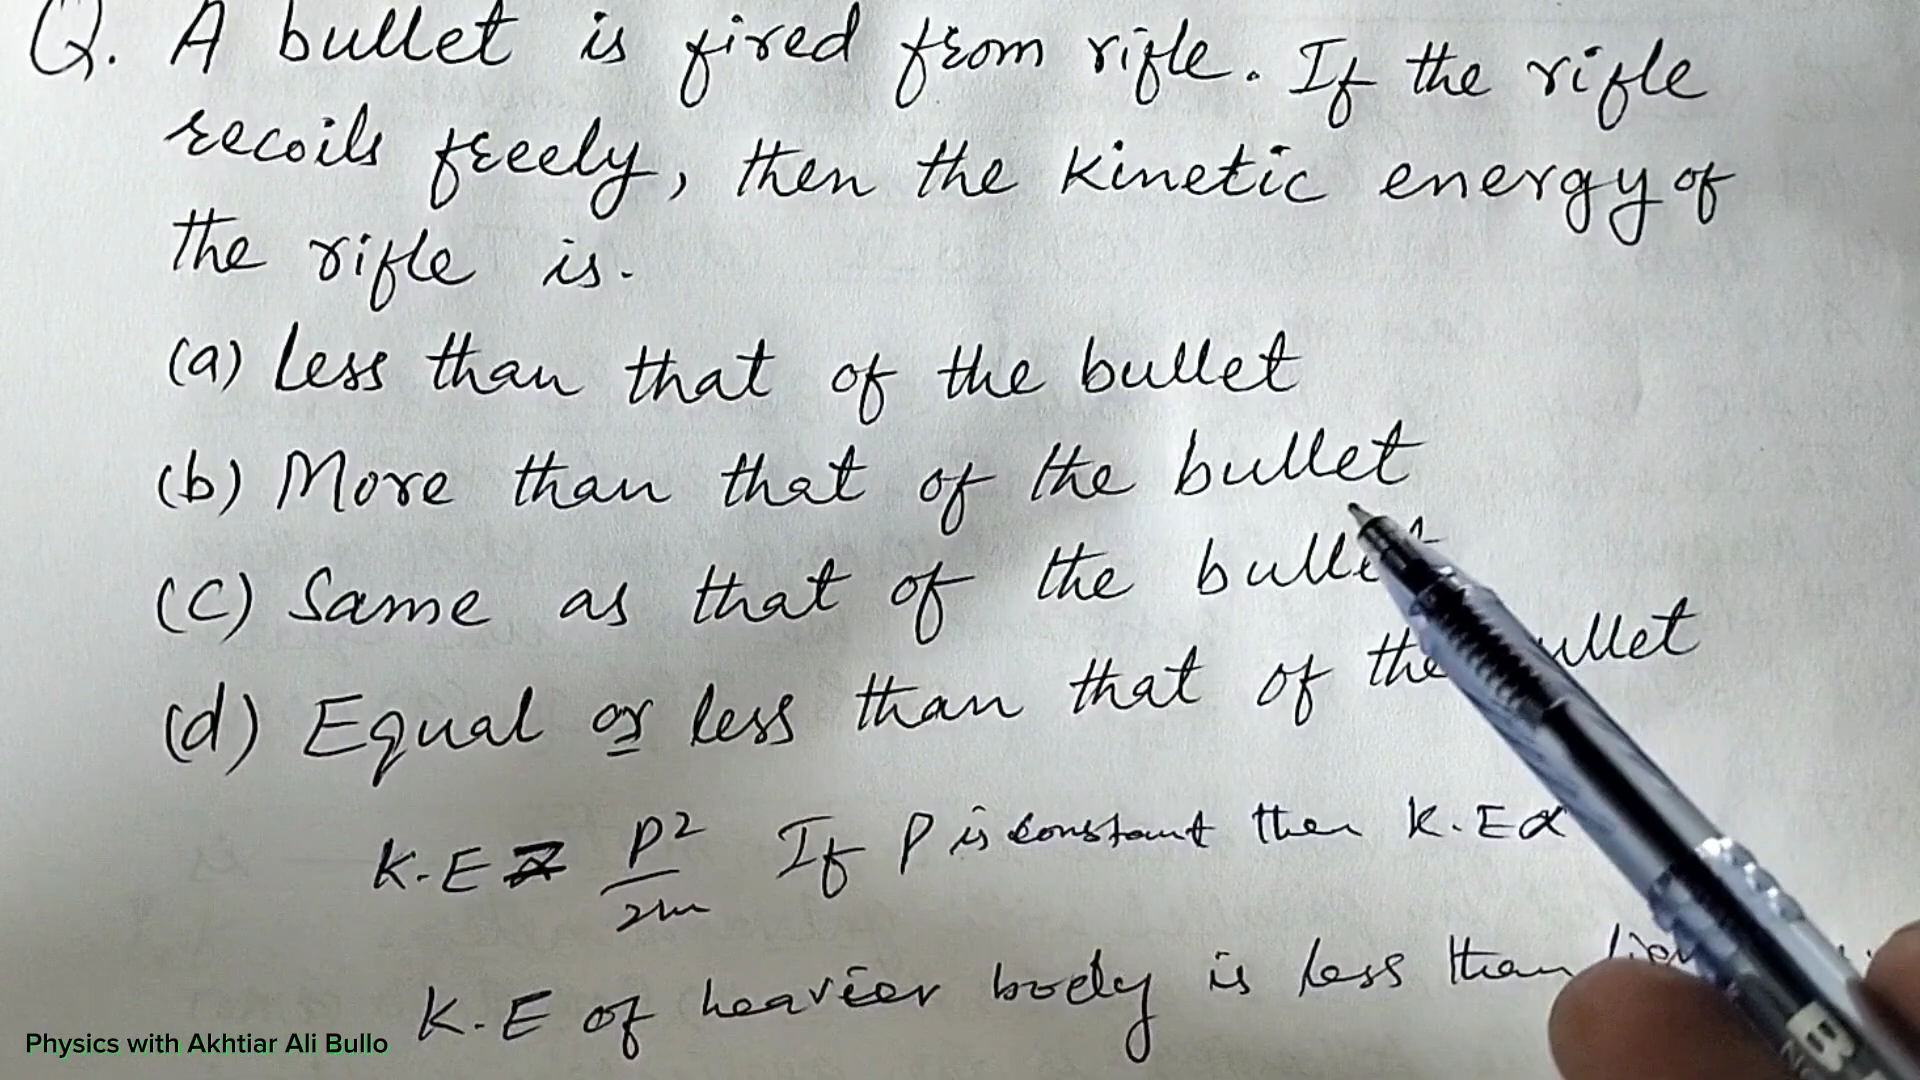 Q. A bullet is fired from rifle. If the rifle
recoils freely, then the kinetic energy of
the rifle is.
(a) Less than that of the bullet
(b) More than that of the bullet
(c) Same as that of the bullet
(d) Equal or less than that of the bullet
K.E = P²/2m If P is constant then K.E ∝
K.E of heavier body is less than
Physics with Akhtiar Ali Bullo